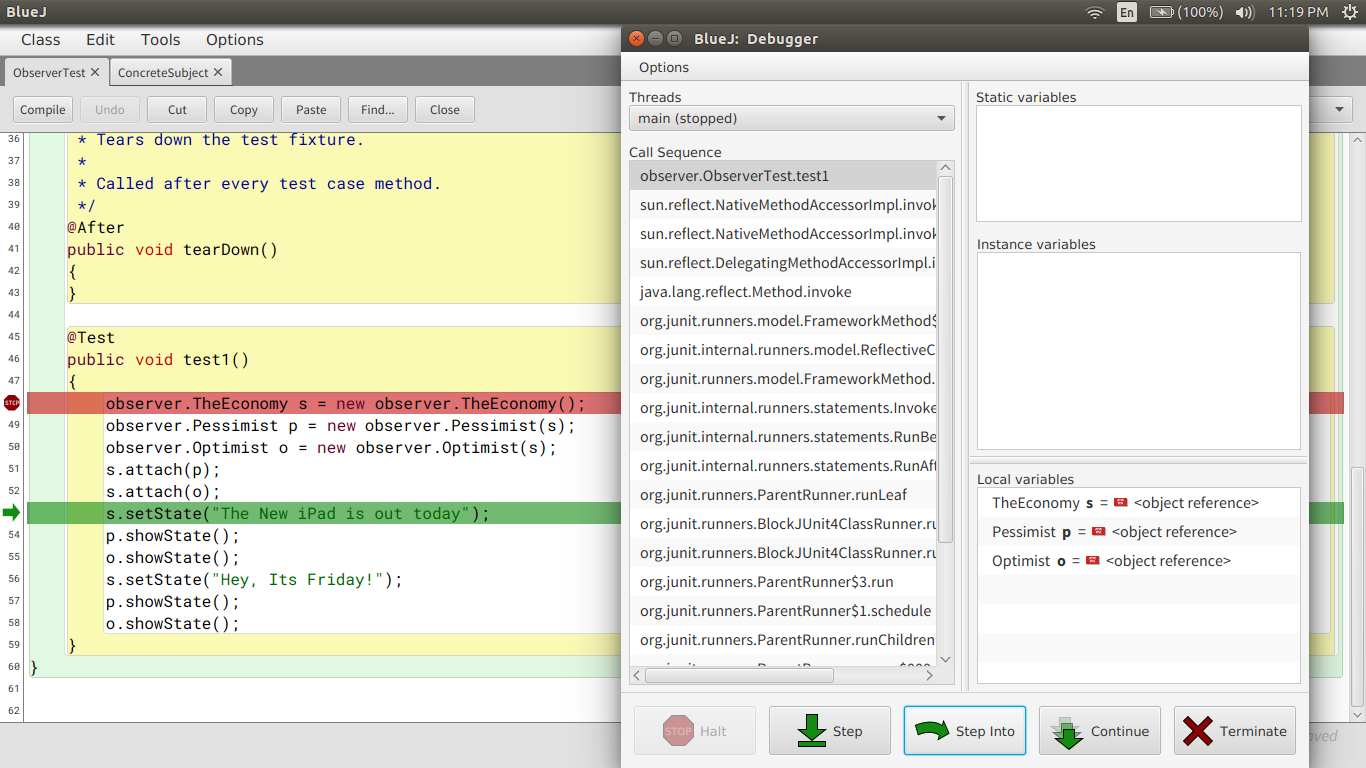 BlueJ
En
(100%)
11:19 PM
Class Edit Tools Options
ObserverTest
ConcreteSubject
Compile Undo Cut Copy Paste Find... Close
36 * Tears down the test fixture.
37 *
38 * Called after every test case method.
39 */
40 @After
41 public void tearDown()
42 {
43 }
44
45 @Test
46 public void test1()
47 {
STOP observer.TheEconomy s = new observer.TheEconomy();
49 observer.Pessimist p = new observer.Pessimist(s);
50 observer.Optimist o = new observer.Optimist(s);
51 s.attach(p);
52 s.attach(o);
s.setState("The New iPad is out today");
54 p.showState();
55 o.showState();
56 s.setState("Hey, Its Friday!");
57 p.showState();
58 o.showState();
59 }
60 }
61
62
BlueJ: Debugger
Options
Threads
main (stopped)
Call Sequence
observer.ObserverTest.test1
sun.reflect.NativeMethodAccessorImpl.invok
sun.reflect.NativeMethodAccessorImpl.invok
sun.reflect.DelegatingMethodAccessorImpl.i
java.lang.reflect.Method.invoke
org.junit.runners.model.FrameworkMethod$
org.junit.internal.runners.model.ReflectiveC
org.junit.runners.model.FrameworkMethod.
org.junit.internal.runners.statements.Invoke
org.junit.internal.runners.statements.RunBe
org.junit.internal.runners.statements.RunAft
org.junit.runners.ParentRunner.runLeaf
org.junit.runners.BlockJUnit4ClassRunner.ru
org.junit.runners.BlockJUnit4ClassRunner.ru
org.junit.runners.ParentRunner$3.run
org.junit.runners.ParentRunner$1.schedule
org.junit.runners.ParentRunner.runChildren
Static variables
Instance variables
Local variables
TheEconomy s = <object reference>
Pessimist p = <object reference>
Optimist o = <object reference>
STOP Halt
Step
Step Into
Continue
Terminate